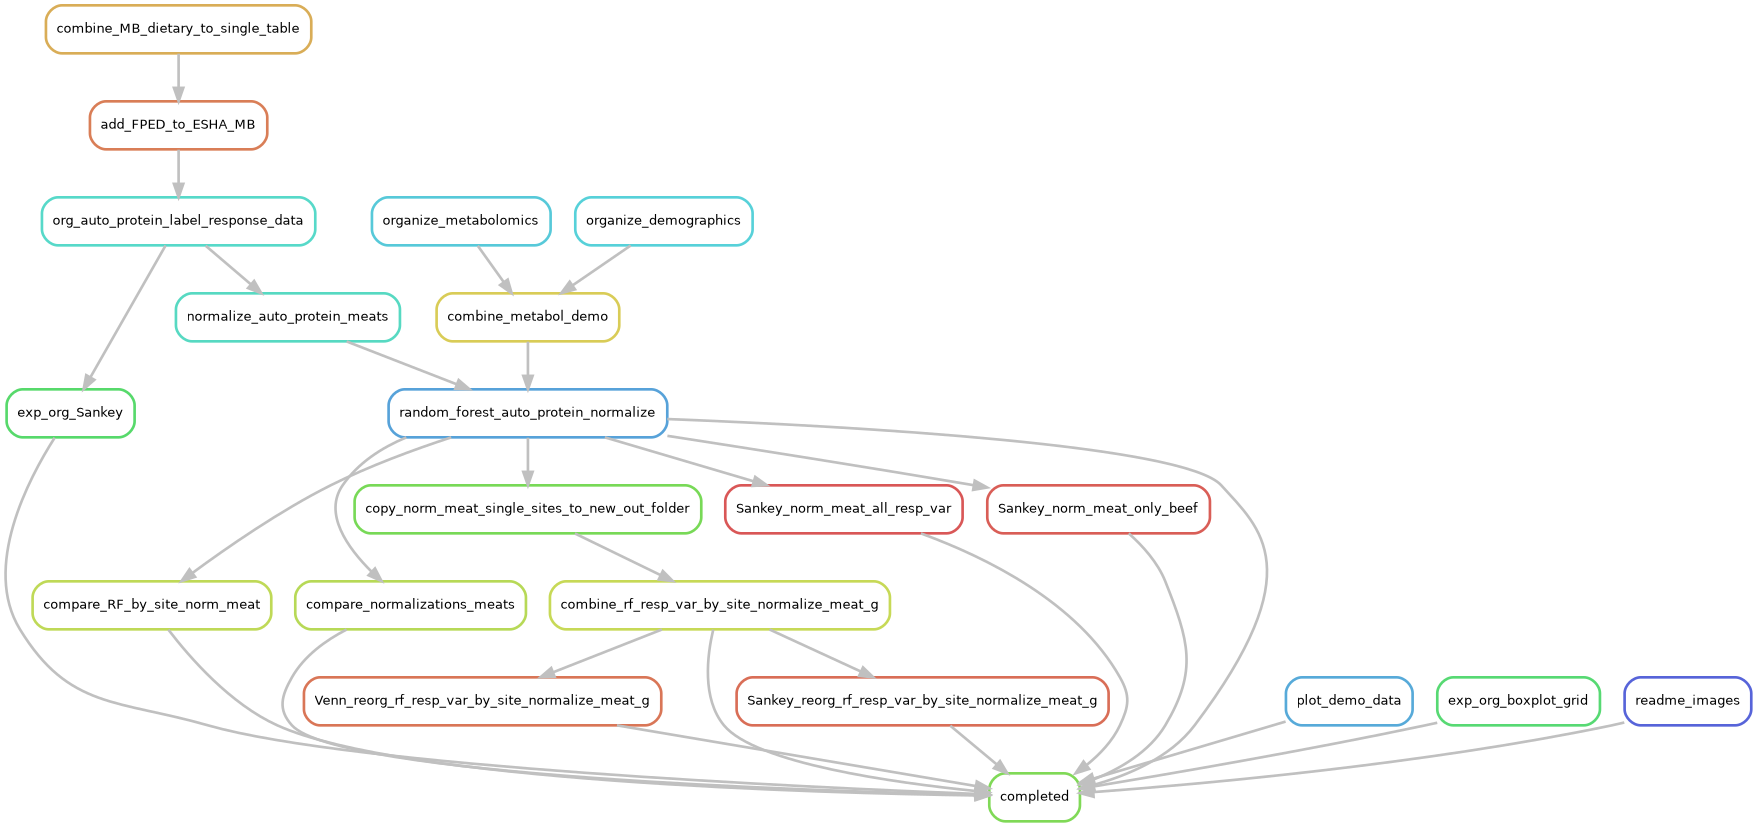 combine_MB_dietary_to_single_table
add_FPED_to_ESHA_MB
org_auto_protein_label_response_data
organize_metabolomics
organize_demographics
normalize_auto_protein_meats
combine_metabol_demo
exp_org_Sankey
random_forest_auto_protein_normalize
copy_norm_meat_single_sites_to_new_out_folder
Sankey_norm_meat_all_resp_var
Sankey_norm_meat_only_beef
compare_RF_by_site_norm_meat
compare_normalizations_meats
combine_rf_resp_var_by_site_normalize_meat_g
Venn_reorg_rf_resp_var_by_site_normalize_meat_g
Sankey_reorg_rf_resp_var_by_site_normalize_meat_g
plot_demo_data
exp_org_boxplot_grid
readme_images
completed